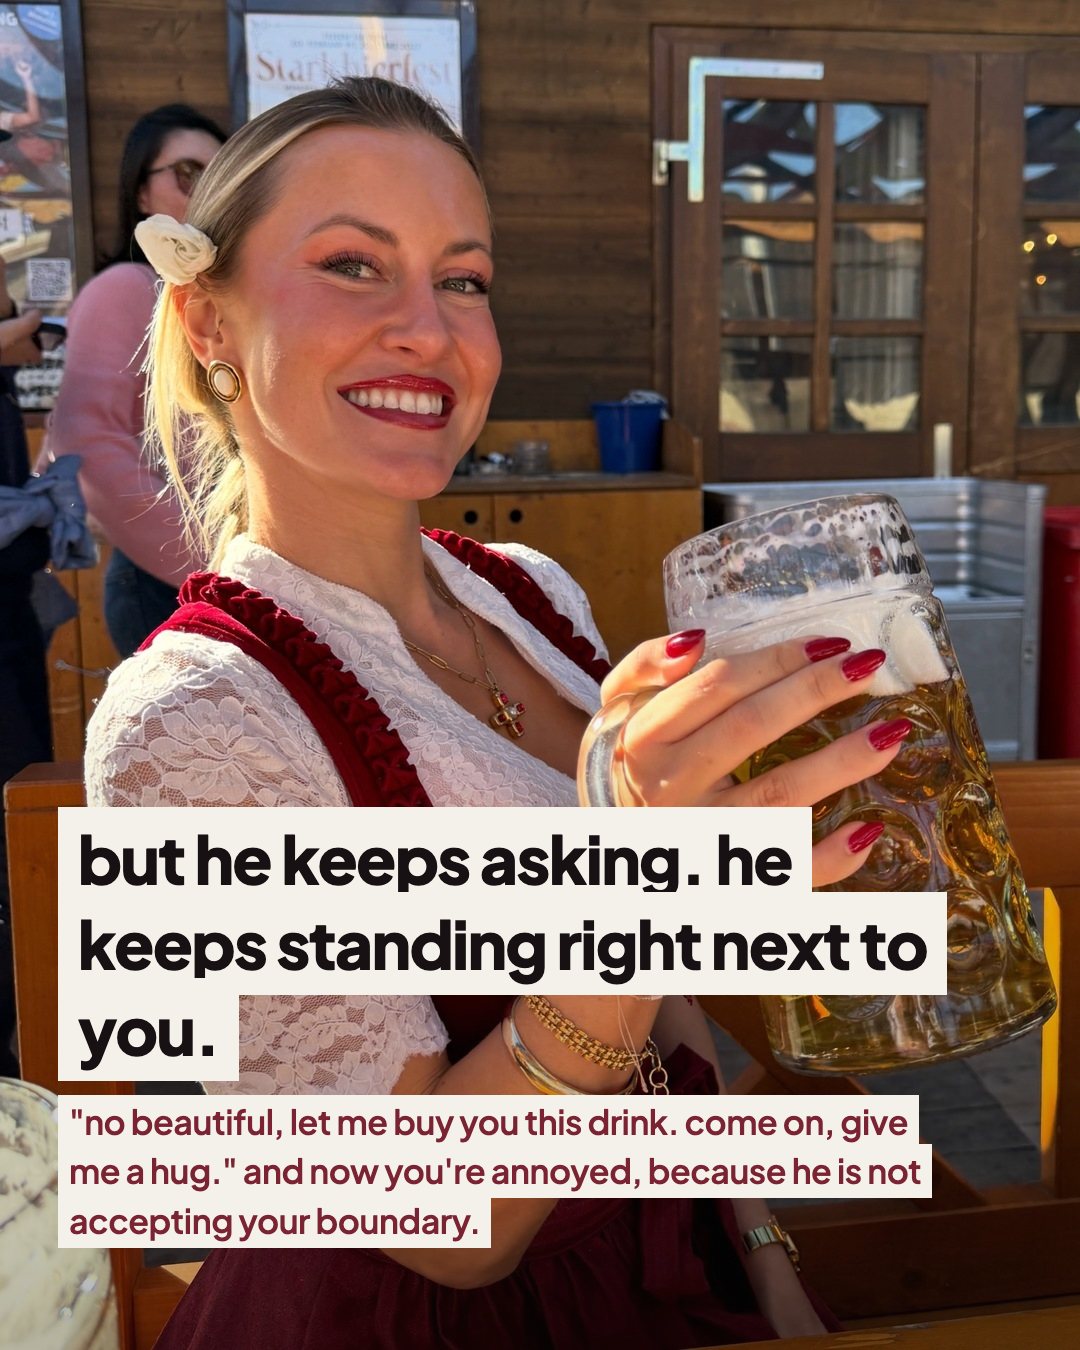 Starkbierfest
but he keeps asking. he
keeps standing right next to
you.
"no beautiful, let me buy you this drink. come on, give
me a hug." and now you're annoyed, because he is not
accepting your boundary.